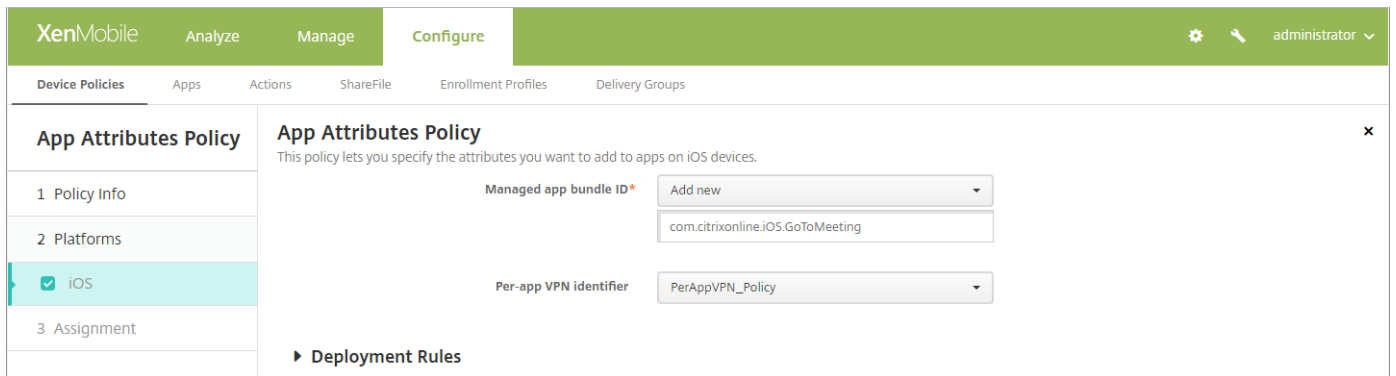 XenMobile Analyze Manage Configure administrator
Device Policies Apps Actions ShareFile Enrollment Profiles Delivery Groups
App Attributes Policy
1 Policy Info
2 Platforms
iOS
3 Assignment
App Attributes Policy
This policy lets you specify the attributes you want to add to apps on iOS devices.
Managed app bundle ID* Add new
com.citrixonline.iOS.GoToMeeting
Per-app VPN identifier PerAppVPN_Policy
Deployment Rules